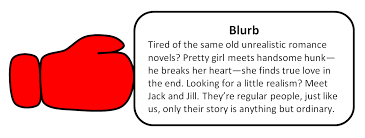 Blurb
Tired of the same old unrealistic romance
novels? Pretty girl meets handsome hunk—
he breaks her heart—she finds true love in
the end. Looking for a little realism? Meet
Jack and Jill. They're regular people, just like
us, only their story is anything but ordinary.